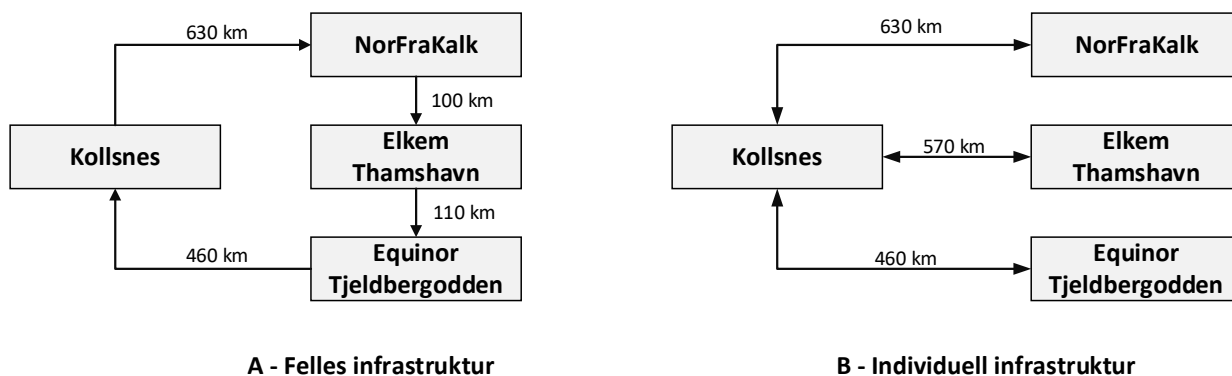 630 km
NorFraKalk
100 km
Kollsnes
Elkem
Thamshavn
110 km
460 km
Equinor
Tjeldbergodden
A - Felles infrastruktur
630 km
NorFraKalk
Kollsnes
570 km
Elkem
Thamshavn
460 km
Equinor
Tjeldbergodden
B - Individuell infrastruktur